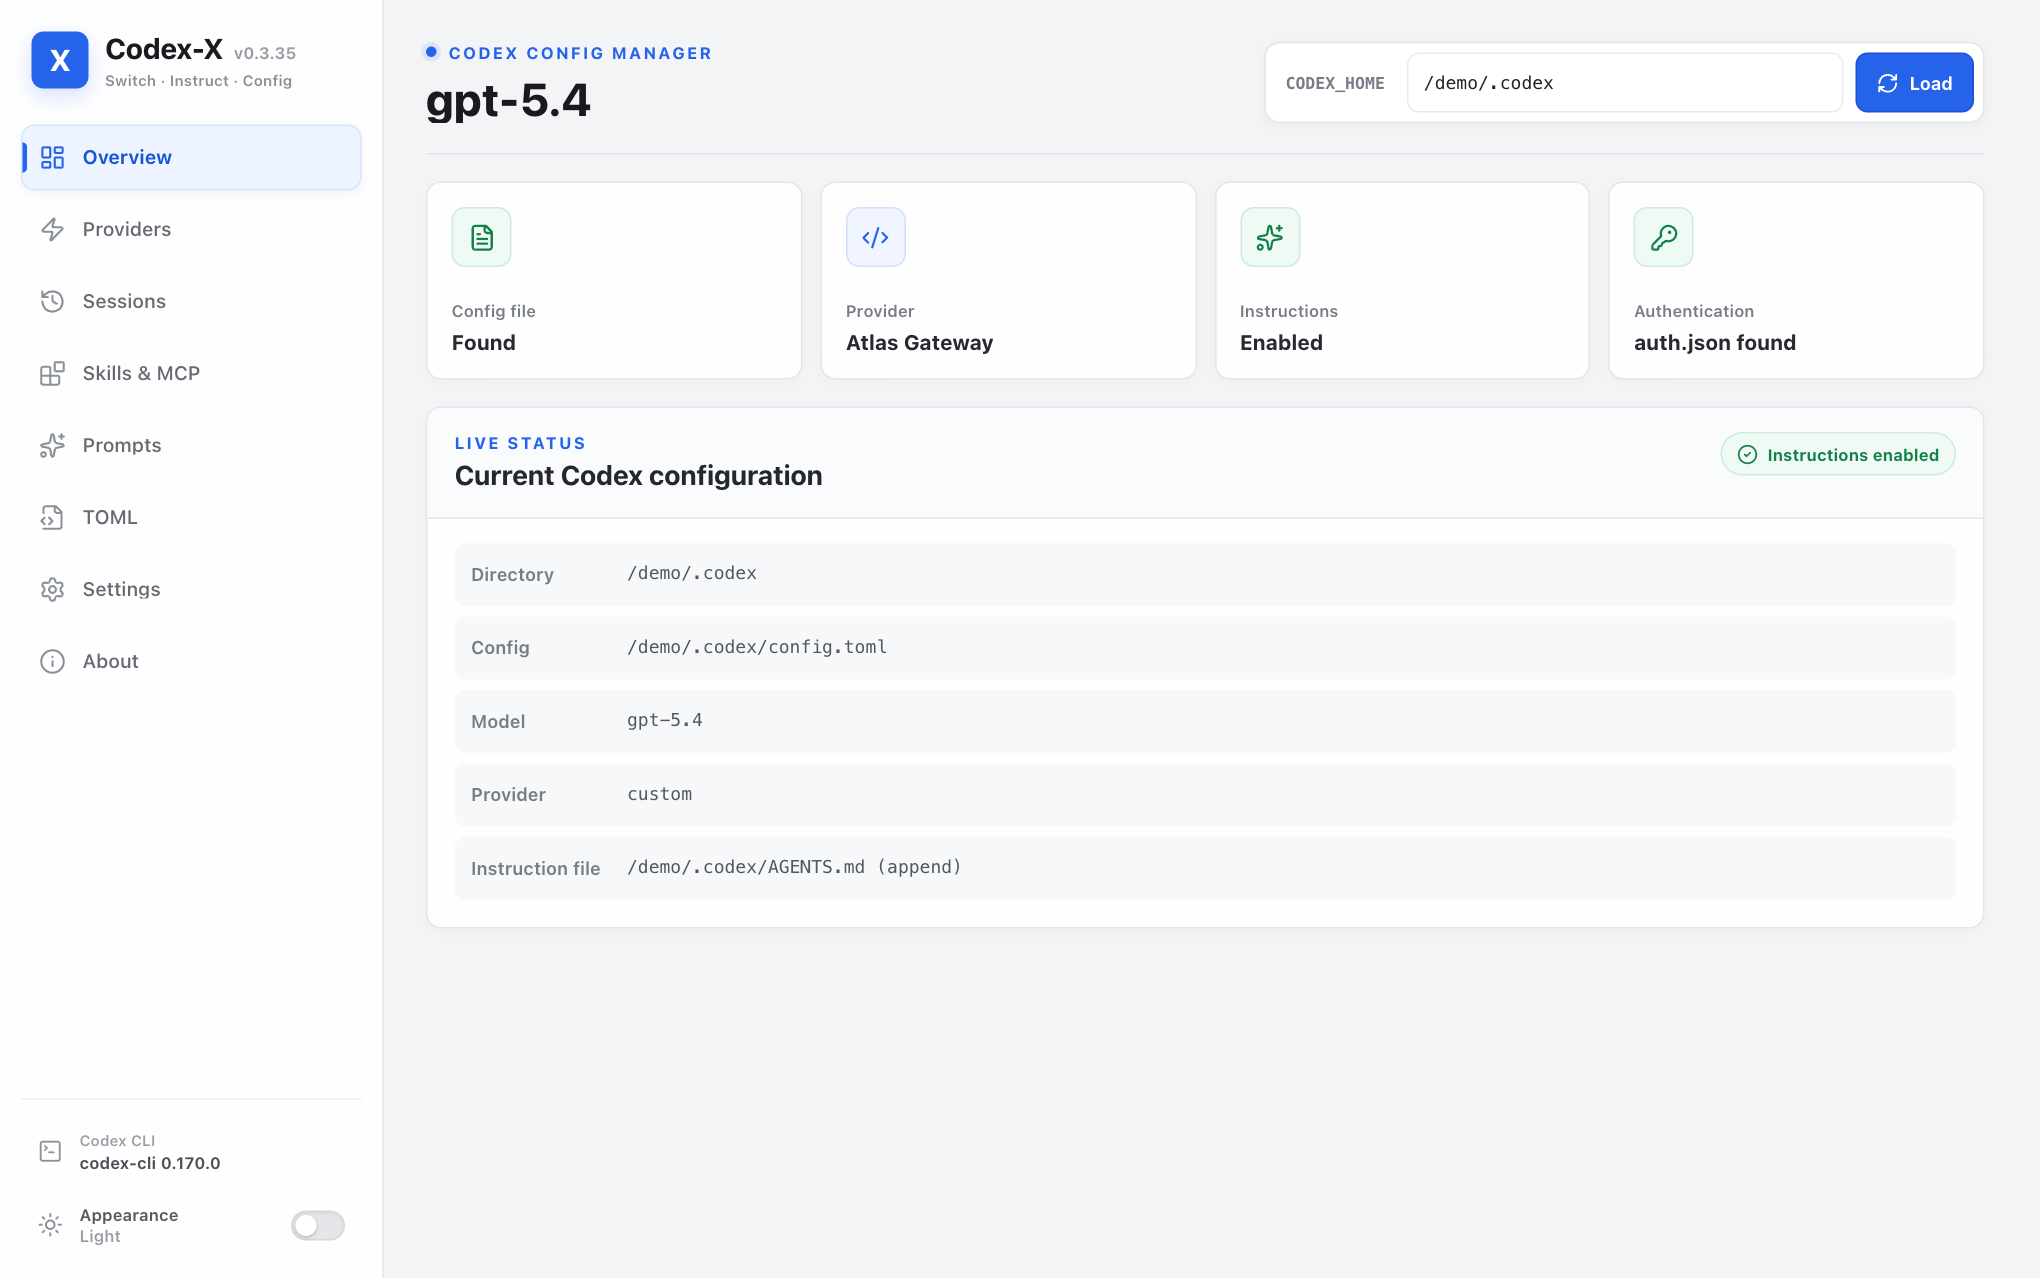 X
Codex-X v0.3.35
Switch · Instruct · Config
Overview
Providers
Sessions
Skills & MCP
Prompts
TOML
Settings
About
Codex CLI
codex-cli 0.170.0
Appearance
Light
CODEX CONFIG MANAGER
gpt-5.4
CODEX_HOME /demo/.codex Load
Config file
Found
Provider
Atlas Gateway
Instructions
Enabled
Authentication
auth.json found
LIVE STATUS
Current Codex configuration
Instructions enabled
Directory /demo/.codex
Config /demo/.codex/config.toml
Model gpt-5.4
Provider custom
Instruction file /demo/.codex/AGENTS.md (append)